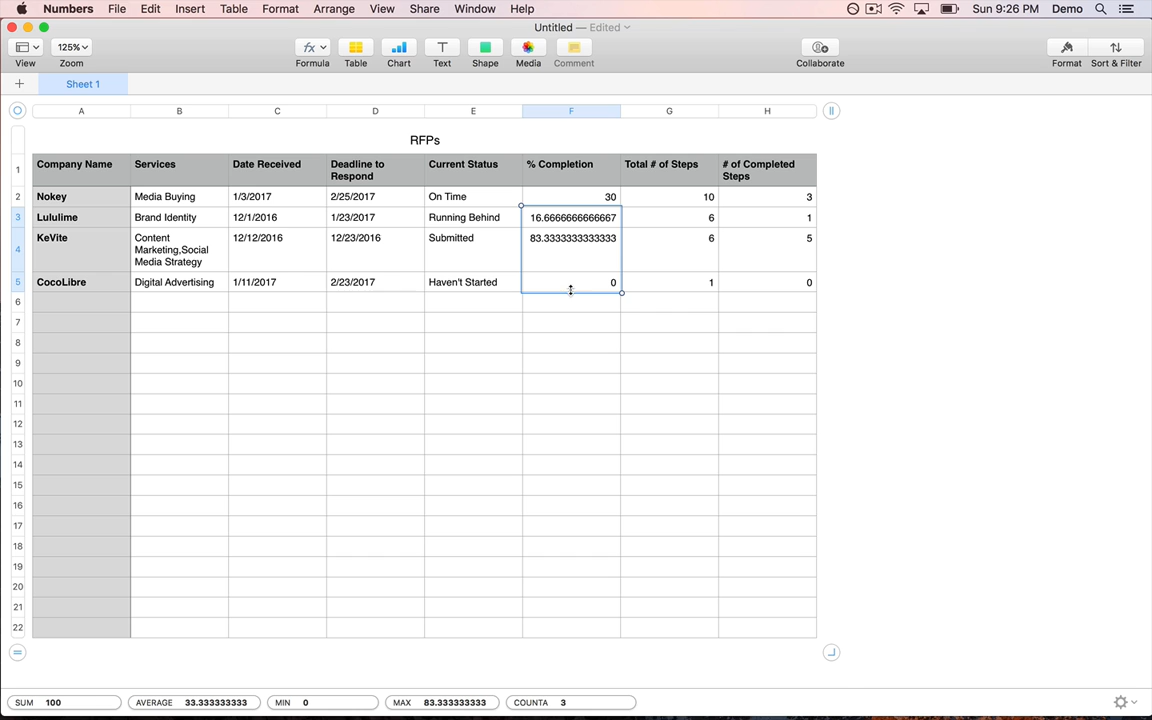 Numbers File Edit Insert Table Format Arrange View Share Window Help Sun 9:26 PM Demo
Untitled — Edited
125%
View Zoom Formula Table Chart Text Shape Media Comment Collaborate Format Sort & Filter
Sheet 1
A B C D E F G H
RFPs
1 Company Name Services Date Received Deadline to Respond Current Status % Completion Total # of Steps # of Completed Steps
2 Nokey Media Buying 1/3/2017 2/25/2017 On Time 30 10 3
3 Lululime Brand Identity 12/1/2016 1/23/2017 Running Behind 16.6666666666667 6 1
4 KeVite Content Marketing,Social Media Strategy 12/12/2016 12/23/2016 Submitted 83.3333333333333 6 5
5 CocoLibre Digital Advertising 1/11/2017 2/23/2017 Haven't Started 0 1 0
6
7
8
9
10
11
12
13
14
15
16
17
18
19
20
21
22
SUM 100 AVERAGE 33.333333333 MIN 0 MAX 83.333333333 COUNTA 3